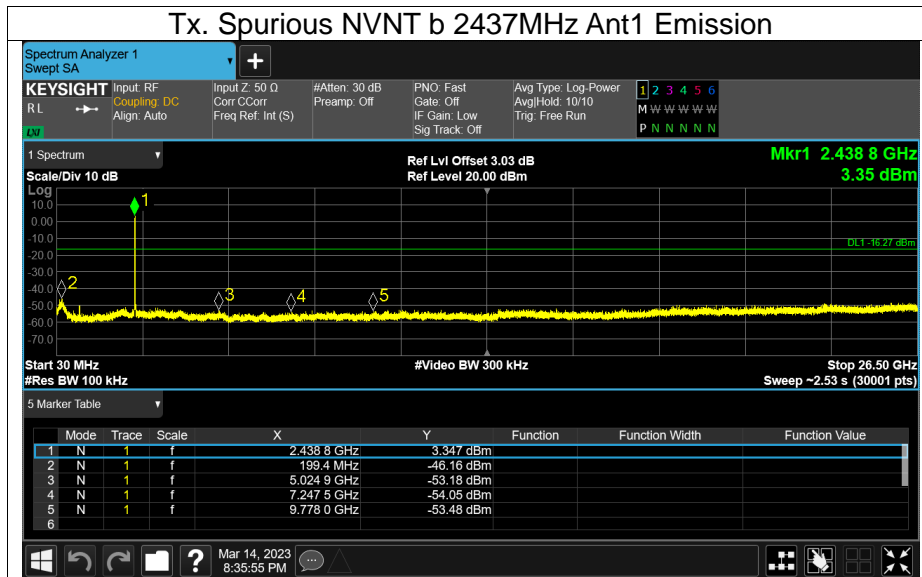 Tx. Spurious NVNT b 2437MHz Ant1 Emission
Spectrum Analyzer 1
Swept SA
+
KEYSIGHT Input: RF Input Z: 50 Ω #Atten: 30 dB PNO: Fast Avg Type: Log-Power 1 2 3 4 5 6
R L Coupling: DC Corr CCorr Preamp: Off Gate: Off Avg|Hold: 10/10 M W W W W W
Align: Auto Freq Ref: Int (S) IF Gain: Low Trig: Free Run
LXI Sig Track: Off P N N N N N
1 Spectrum Ref Lvl Offset 3.03 dB Mkr1 2.438 8 GHz
Scale/Div 10 dB Ref Level 20.00 dBm 3.35 dBm
Log
10.0 1
0.00
-10.0 DL1 -16.27 dBm
-20.0
-30.0
-40.0 2
-50.0 3 4 5
-60.0
-70.0
Start 30 MHz #Video BW 300 kHz Stop 26.50 GHz
#Res BW 100 kHz Sweep ~2.53 s (30001 pts)
5 Marker Table
Mode Trace Scale X Y Function Function Width Function Value
1 N 1 f 2.438 8 GHz 3.347 dBm
2 N 1 f 199.4 MHz -46.16 dBm
3 N 1 f 5.024 9 GHz -53.18 dBm
4 N 1 f 7.247 5 GHz -54.05 dBm
5 N 1 f 9.778 0 GHz -53.48 dBm
6
? Mar 14, 2023
8:35:55 PM